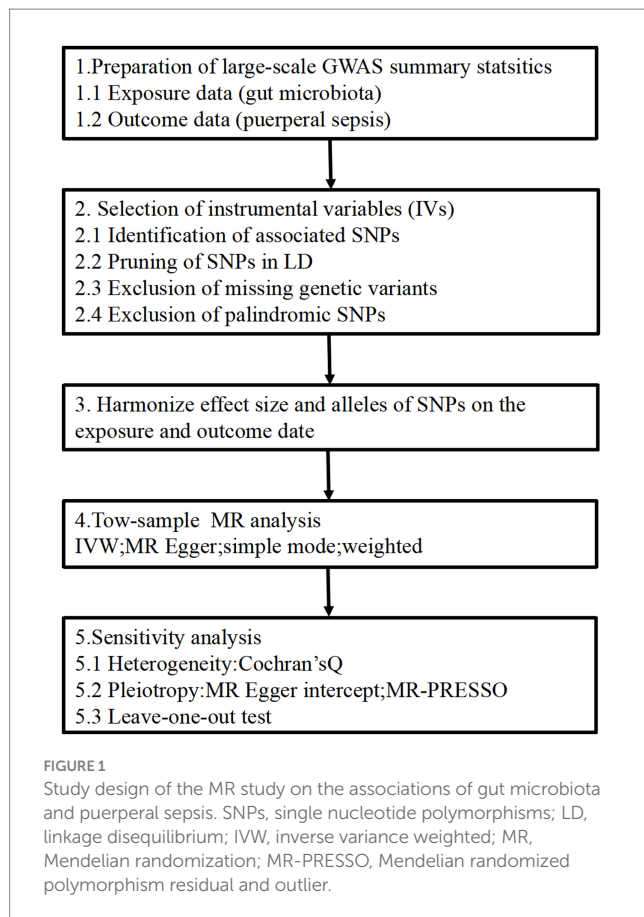 1.Preparation of large-scale GWAS summary statsitics
1.1 Exposure data (gut microbiota)
1.2 Outcome data (puerperal sepsis)
2. Selection of instrumental variables (IVs)
2.1 Identification of associated SNPs
2.2 Pruning of SNPs in LD
2.3 Exclusion of missing genetic variants
2.4 Exclusion of palindromic SNPs
3. Harmonize effect size and alleles of SNPs on the
exposure and outcome date
4.Tow-sample MR analysis
IVW;MR Egger;simple mode;weighted
5.Sensitivity analysis
5.1 Heterogeneity:Cochran'sQ
5.2 Pleiotropy:MR Egger intercept;MR-PRESSO
5.3 Leave-one-out test
FIGURE 1
Study design of the MR study on the associations of gut microbiota
and puerperal sepsis. SNPs, single nucleotide polymorphisms; LD,
linkage disequilibrium; IVW, inverse variance weighted; MR,
Mendelian randomization; MR-PRESSO, Mendelian randomized
polymorphism residual and outlier.